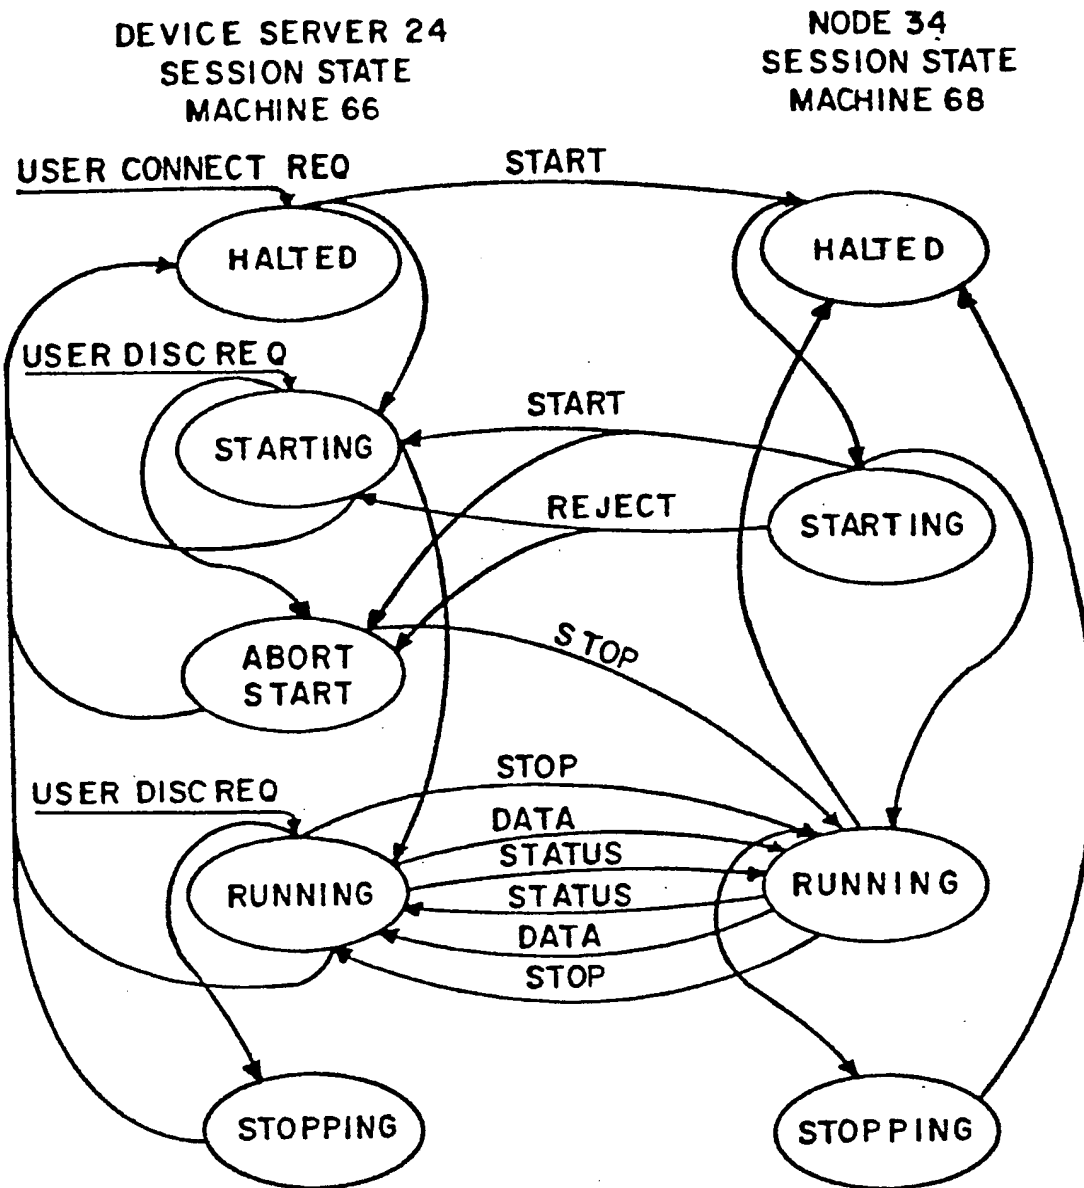 DEVICE SERVER 24
SESSION STATE
MACHINE 66
NODE 34
SESSION STATE
MACHINE 68
USER CONNECT REQ
START
HALTED
HALTED
USER DISC REQ
START
STARTING
REJECT
STARTING
STOP
ABORT
START
STOP
USER DISC REQ
DATA
STATUS
RUNNING
RUNNING
STATUS
DATA
STOP
STOPPING
STOPPING